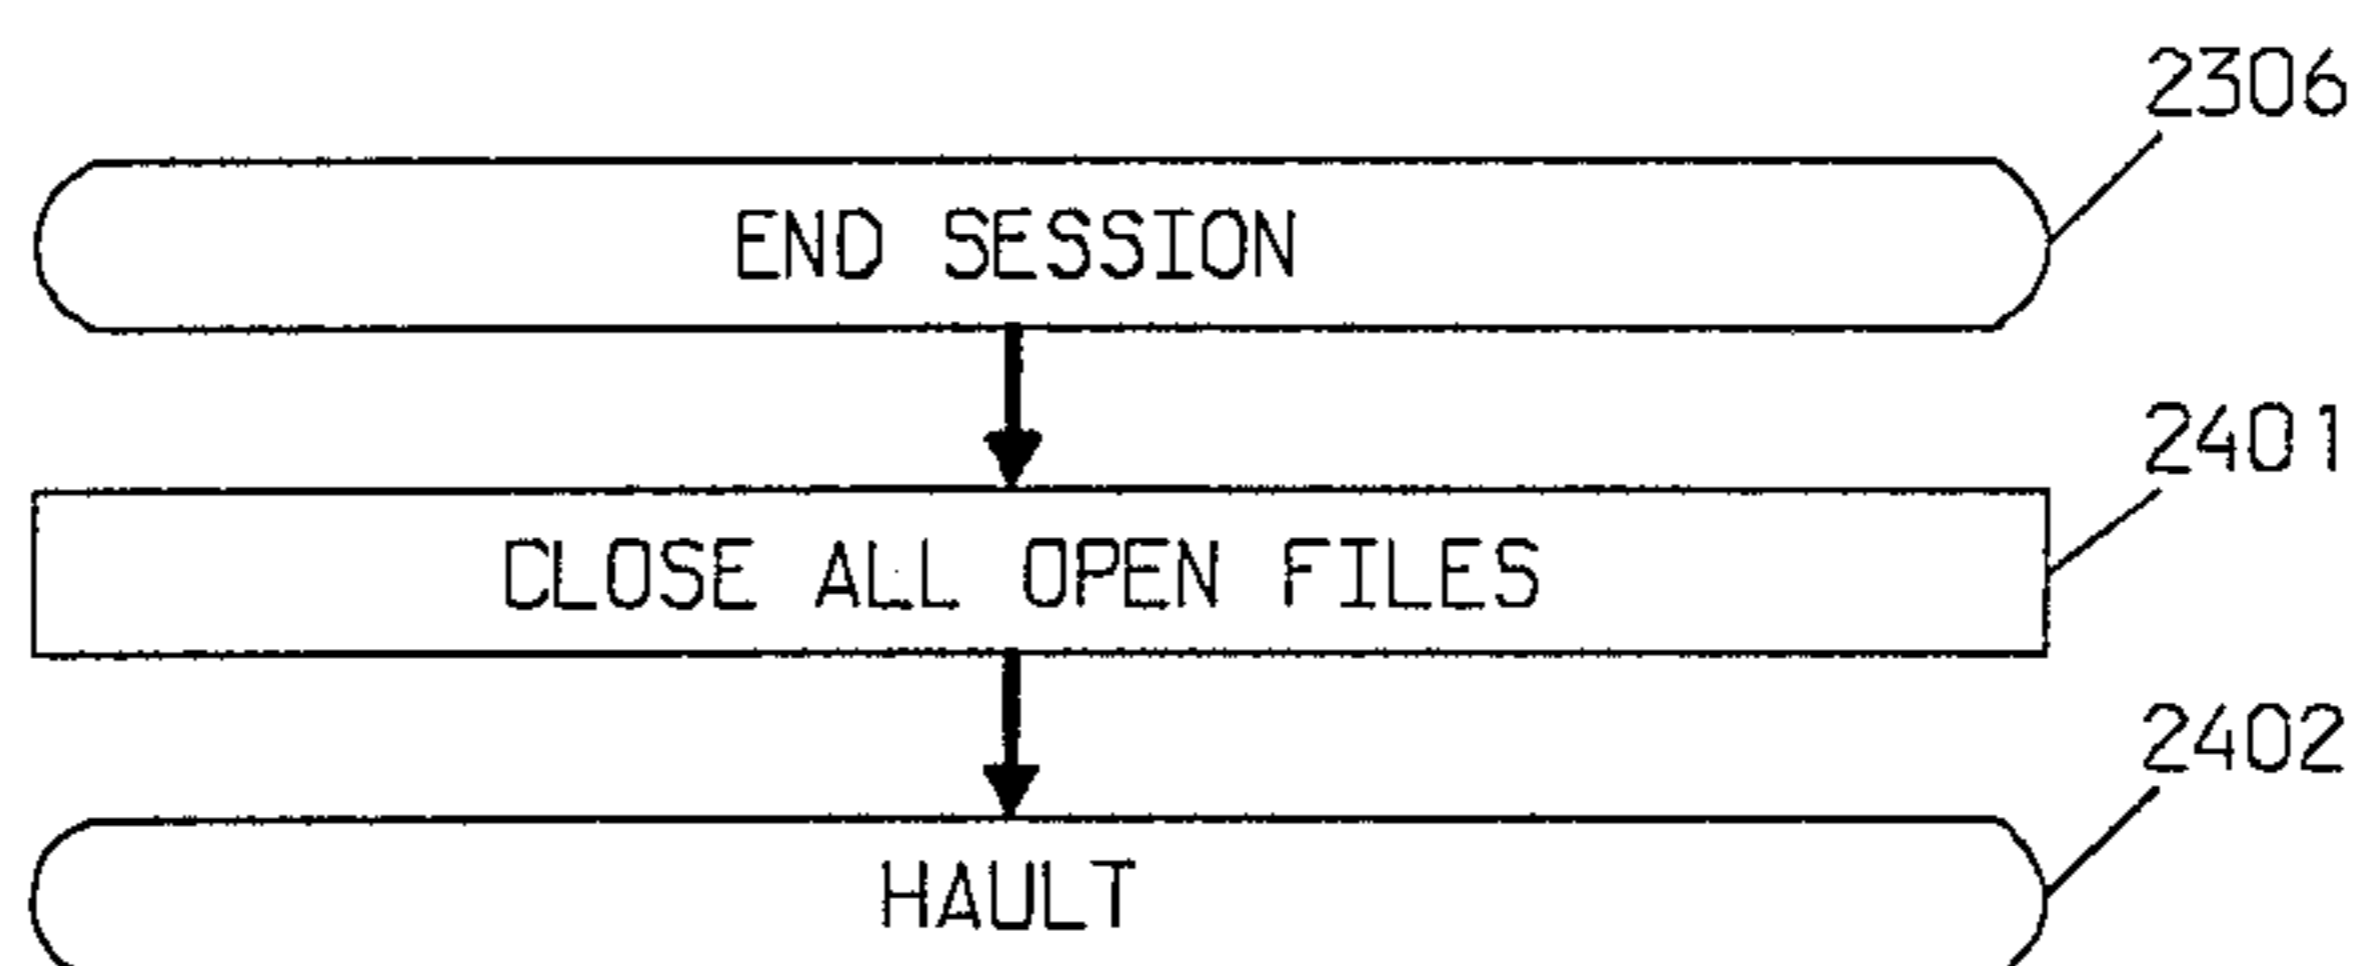 2306
END SESSION
2401
CLOSE ALL OPEN FILES
2402
HAULT